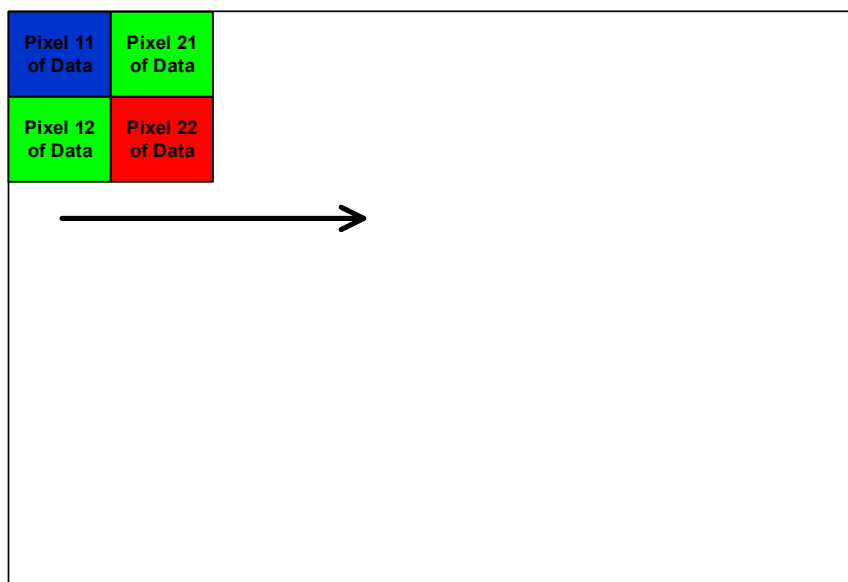 Pixel 11
of Data
Pixel 21
of Data
Pixel 12
of Data
Pixel 22
of Data